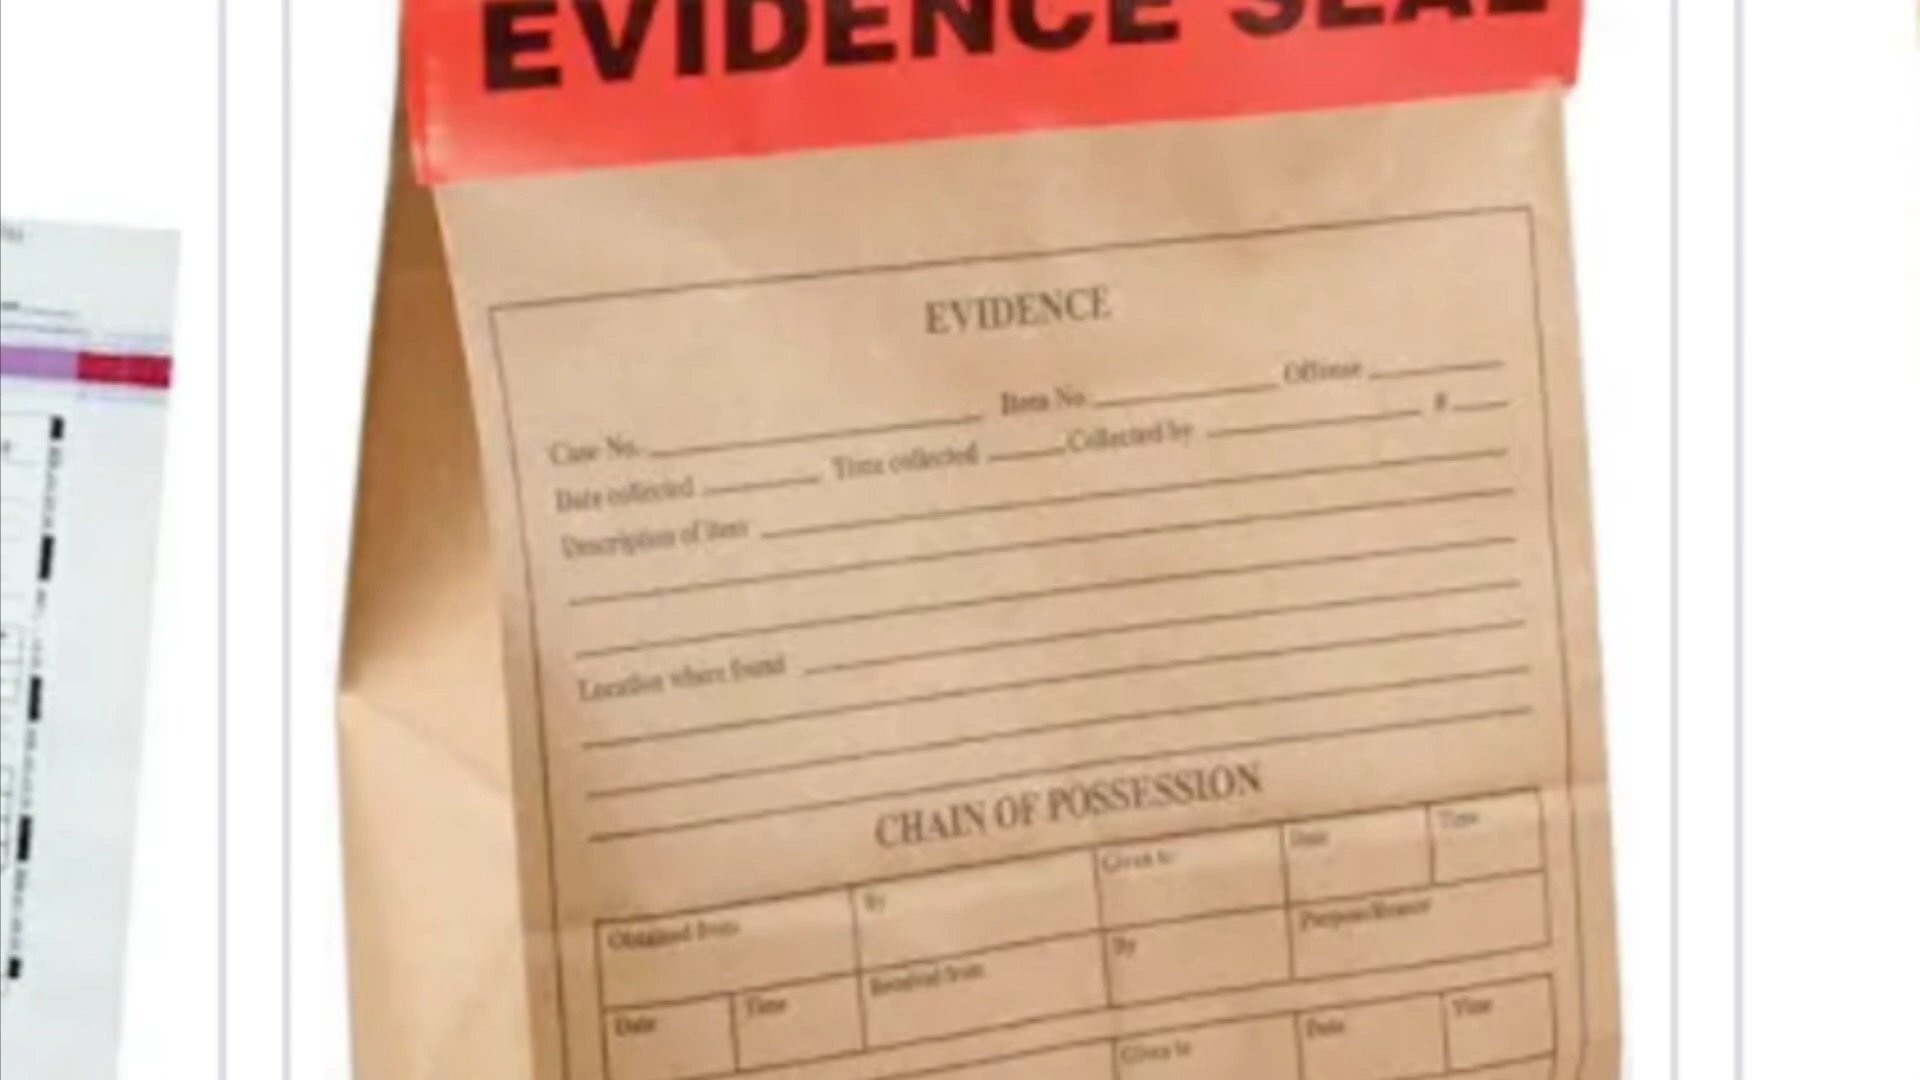 EVIDENCE SEAL
EVIDENCE
Case No. Item No. Offense
Date collected Time collected Collected by #
Description of item
Location where found
CHAIN OF POSSESSION
Obtained from By Given to Date Time
Date Time Received from By Purpose/Reason
Given to Date Time